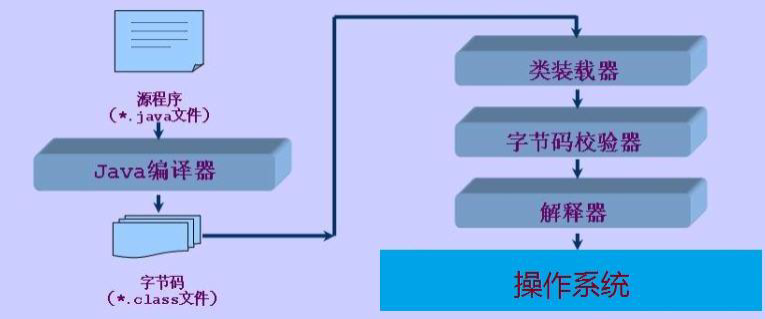 源程序
(*.java文件)
Java编译器
字节码
(*.class文件)
类装载器
字节码校验器
解释器
操作系统